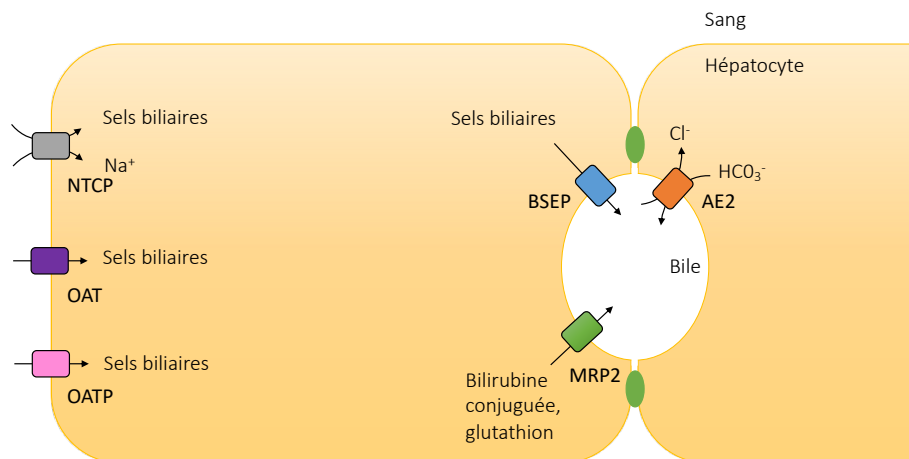 Sang
Hépatocyte
Sels biliaires
Na⁺
NTCP
Sels biliaires
OAT
Sels biliaires
OATP
Sels biliaires
BSEP
Cl⁻
HC0₃⁻
AE2
Bile
MRP2
Bilirubine
conjuguée,
glutathion